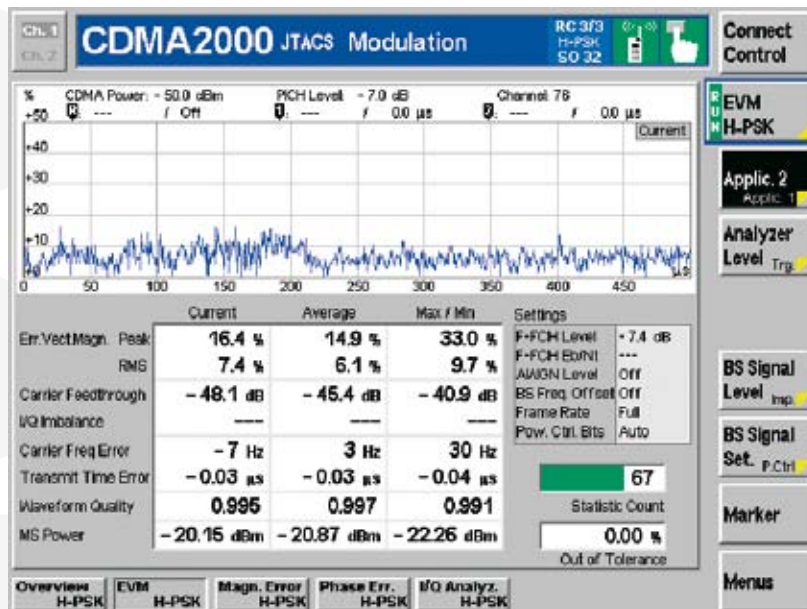 Ch. 1
Ch. 2
CDMA2000 JTACS Modulation
RC 3/3
H-PSK
SO 32
Connect
Control
% CDMA Power: - 50.0 dBm PICH Level: - 7.0 dB Channel: 76
--- / Off 1: --- / 0.0 µs 2: --- / 0.0 µs
Current
+50
+40
+30
+20
+10
+0
0 50 100 150 200 250 300 350 400 450 µs
RUN
EVM
H-PSK
Applic. 2
Applic. 1
Analyzer
Level Trg.
BS Signal
Level Imp.
BS Signal
Set. P.Ctrl
Marker
Menus
Current Average Max / Min
Err.Vect.Magn. Peak 16.4 % 14.9 % 33.0 %
RMS 7.4 % 6.1 % 9.7 %
Carrier Feedthrough - 48.1 dB - 45.4 dB - 40.9 dB
I/Q Imbalance --- --- ---
Carrier Freq Error - 7 Hz 3 Hz 30 Hz
Transmit Time Error - 0.03 µs - 0.03 µs - 0.04 µs
Waveform Quality 0.995 0.997 0.991
MS Power - 20.15 dBm - 20.87 dBm - 22.26 dBm
Settings
F-FCH Level - 7.4 dB
F-FCH Eb/Nt ---
AWGN Level Off
BS Freq. Offset Off
Frame Rate Full
Pow. Ctrl. Bits Auto
67
Statistic Count
0.00 %
Out of Tolerance
Overview
H-PSK
EVM
H-PSK
Magn. Error
H-PSK
Phase Err.
H-PSK
I/Q Analyz.
H-PSK